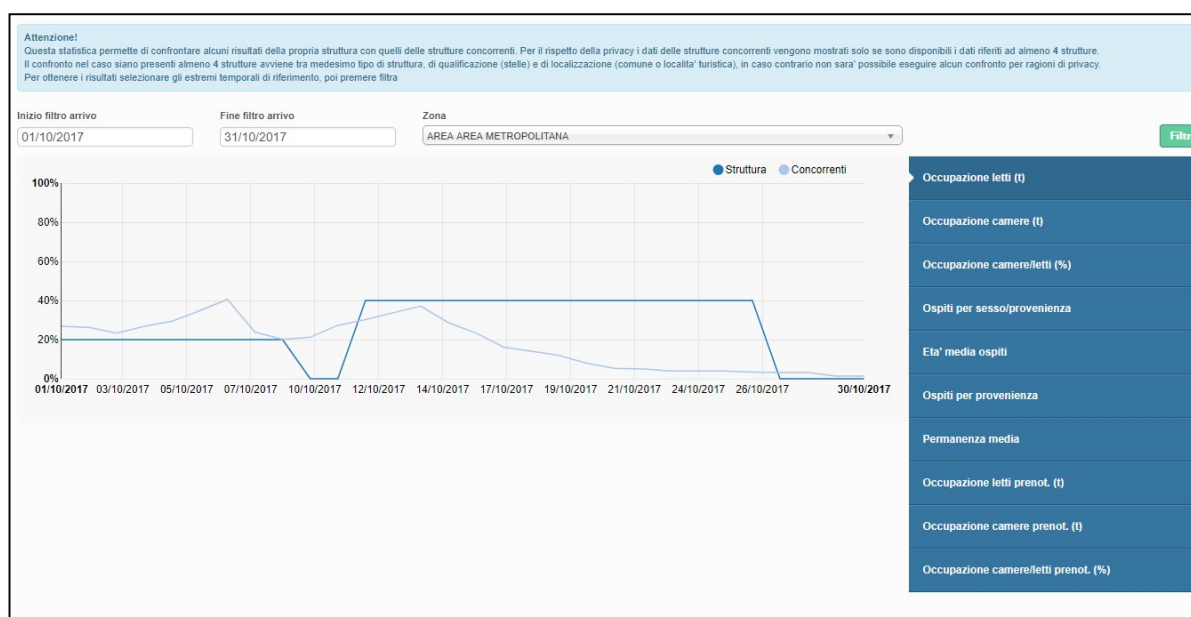 Attenzione!
Questa statistica permette di confrontare alcuni risultati della propria struttura con quelli delle strutture concorrenti. Per il rispetto della privacy i dati delle strutture concorrenti vengono mostrati solo se sono disponibili i dati riferiti ad almeno 4 strutture.
Il confronto nel caso siano presenti almeno 4 strutture avviene tra medesimo tipo di struttura, di qualificazione (stelle) e di localizzazione (comune o localita' turistica), in caso contrario non sara' possibile eseguire alcun confronto per ragioni di privacy.
Per ottenere i risultati selezionare gli estremi temporali di riferimento, poi premere filtra
Inizio filtro arrivo Fine filtro arrivo Zona
01/10/2017 31/10/2017 AREA AREA METROPOLITANA Filtr
Struttura Concorrenti
100%
80%
60%
40%
20%
0%
01/10/2017 03/10/2017 05/10/2017 07/10/2017 10/10/2017 12/10/2017 14/10/2017 17/10/2017 19/10/2017 21/10/2017 24/10/2017 26/10/2017 30/10/2017
Occupazione letti (t)
Occupazione camere (t)
Occupazione camere/letti (%)
Ospiti per sesso/provenienza
Eta' media ospiti
Ospiti per provenienza
Permanenza media
Occupazione letti prenot. (t)
Occupazione camere prenot. (t)
Occupazione camere/letti prenot. (%)